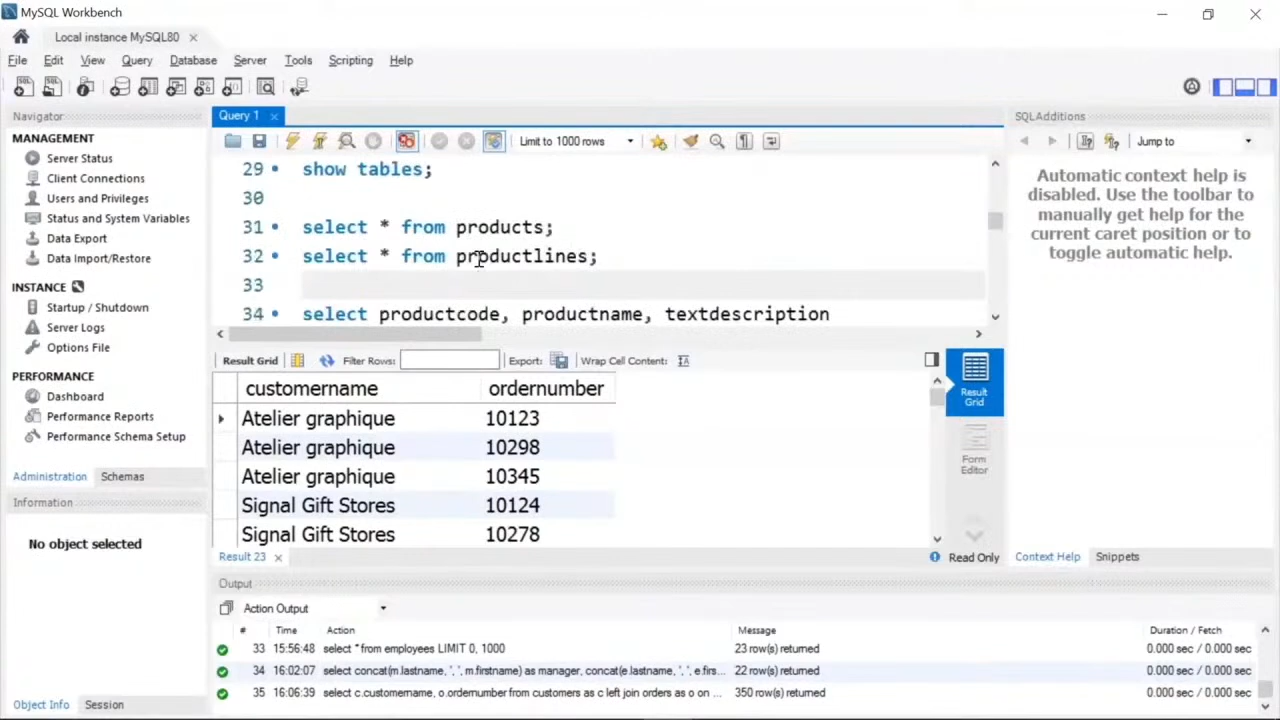 MySQL Workbench
Local instance MySQL80
File Edit View Query Database Server Tools Scripting Help
Navigator
MANAGEMENT
Server Status
Client Connections
Users and Privileges
Status and System Variables
Data Export
Data Import/Restore
INSTANCE
Startup / Shutdown
Server Logs
Options File
PERFORMANCE
Dashboard
Performance Reports
Performance Schema Setup
Administration Schemas
Information
No object selected
Object Info Session
Query 1
Limit to 1000 rows
29 show tables;
30
31 select * from products;
32 select * from productlines;
33
34 select productcode, productname, textdescription
Result Grid Filter Rows: Export: Wrap Cell Content:
customername ordernumber
Atelier graphique 10123
Atelier graphique 10298
Atelier graphique 10345
Signal Gift Stores 10124
Signal Gift Stores 10278
Result Grid
Form Editor
Result 23
Read Only
Output
Action Output
# Time Action Message Duration / Fetch
33 15:56:48 select * from employees LIMIT 0, 1000 23 row(s) returned 0.000 sec / 0.000 sec
34 16:02:07 select concat(m.lastname, ', ', m.firstname) as manager, concat(e.lastname, ', ', e.firs... 22 row(s) returned 0.000 sec / 0.000 sec
35 16:06:39 select c.customername, o.ordernumber from customers as c left join orders as o on ... 350 row(s) returned 0.000 sec / 0.000 sec
SQLAdditions
Jump to
Automatic context help is
disabled. Use the toolbar to
manually get help for the
current caret position or to
toggle automatic help.
Context Help Snippets